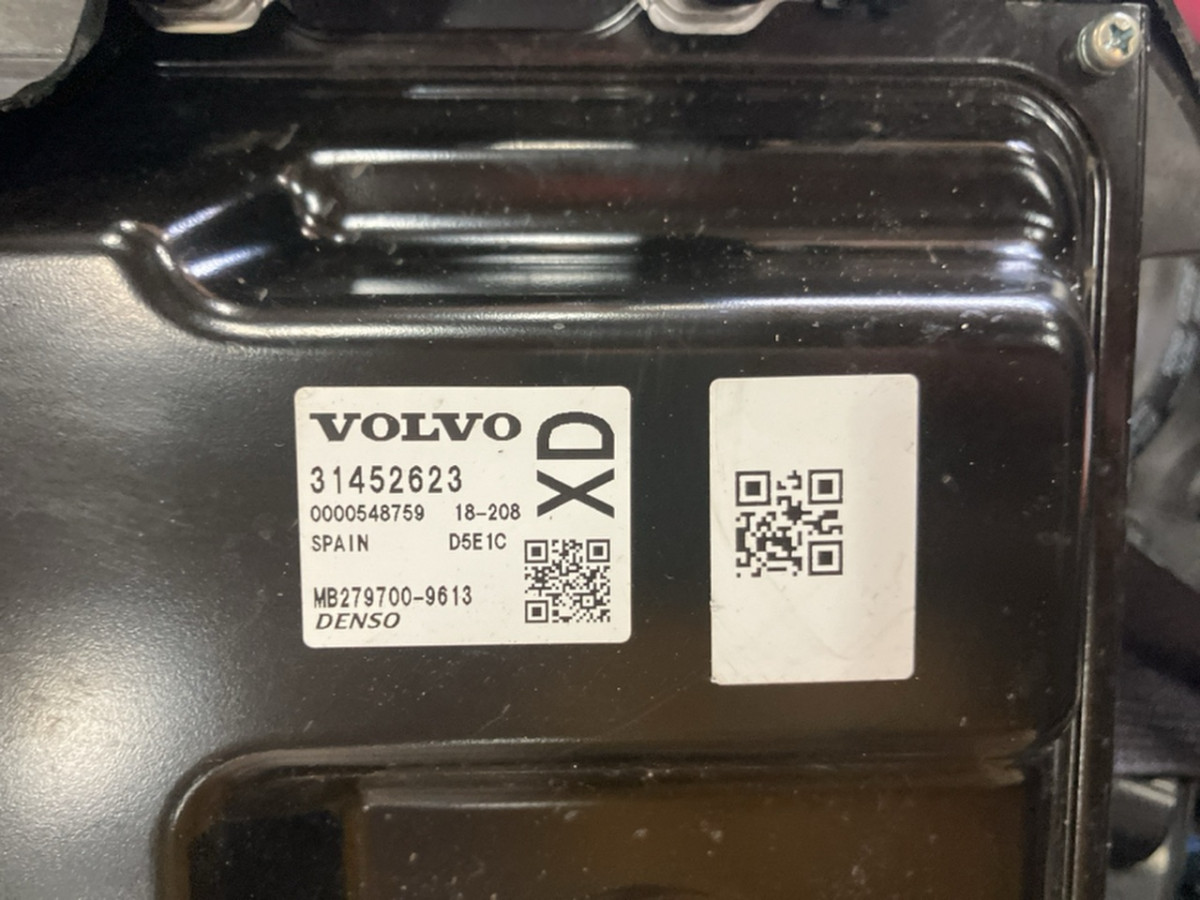 VOLVO
XD
31452623
0000548759 18-208
SPAIN D5E1C
MB279700-9613
DENSO